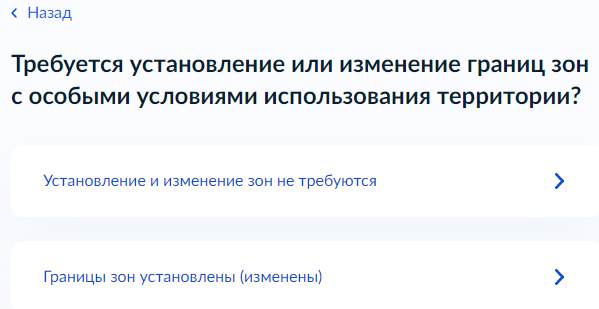 Назад
Требуется установление или изменение границ зон
с особыми условиями использования территории?
Установление и изменение зон не требуются
Границы зон установлены (изменены)